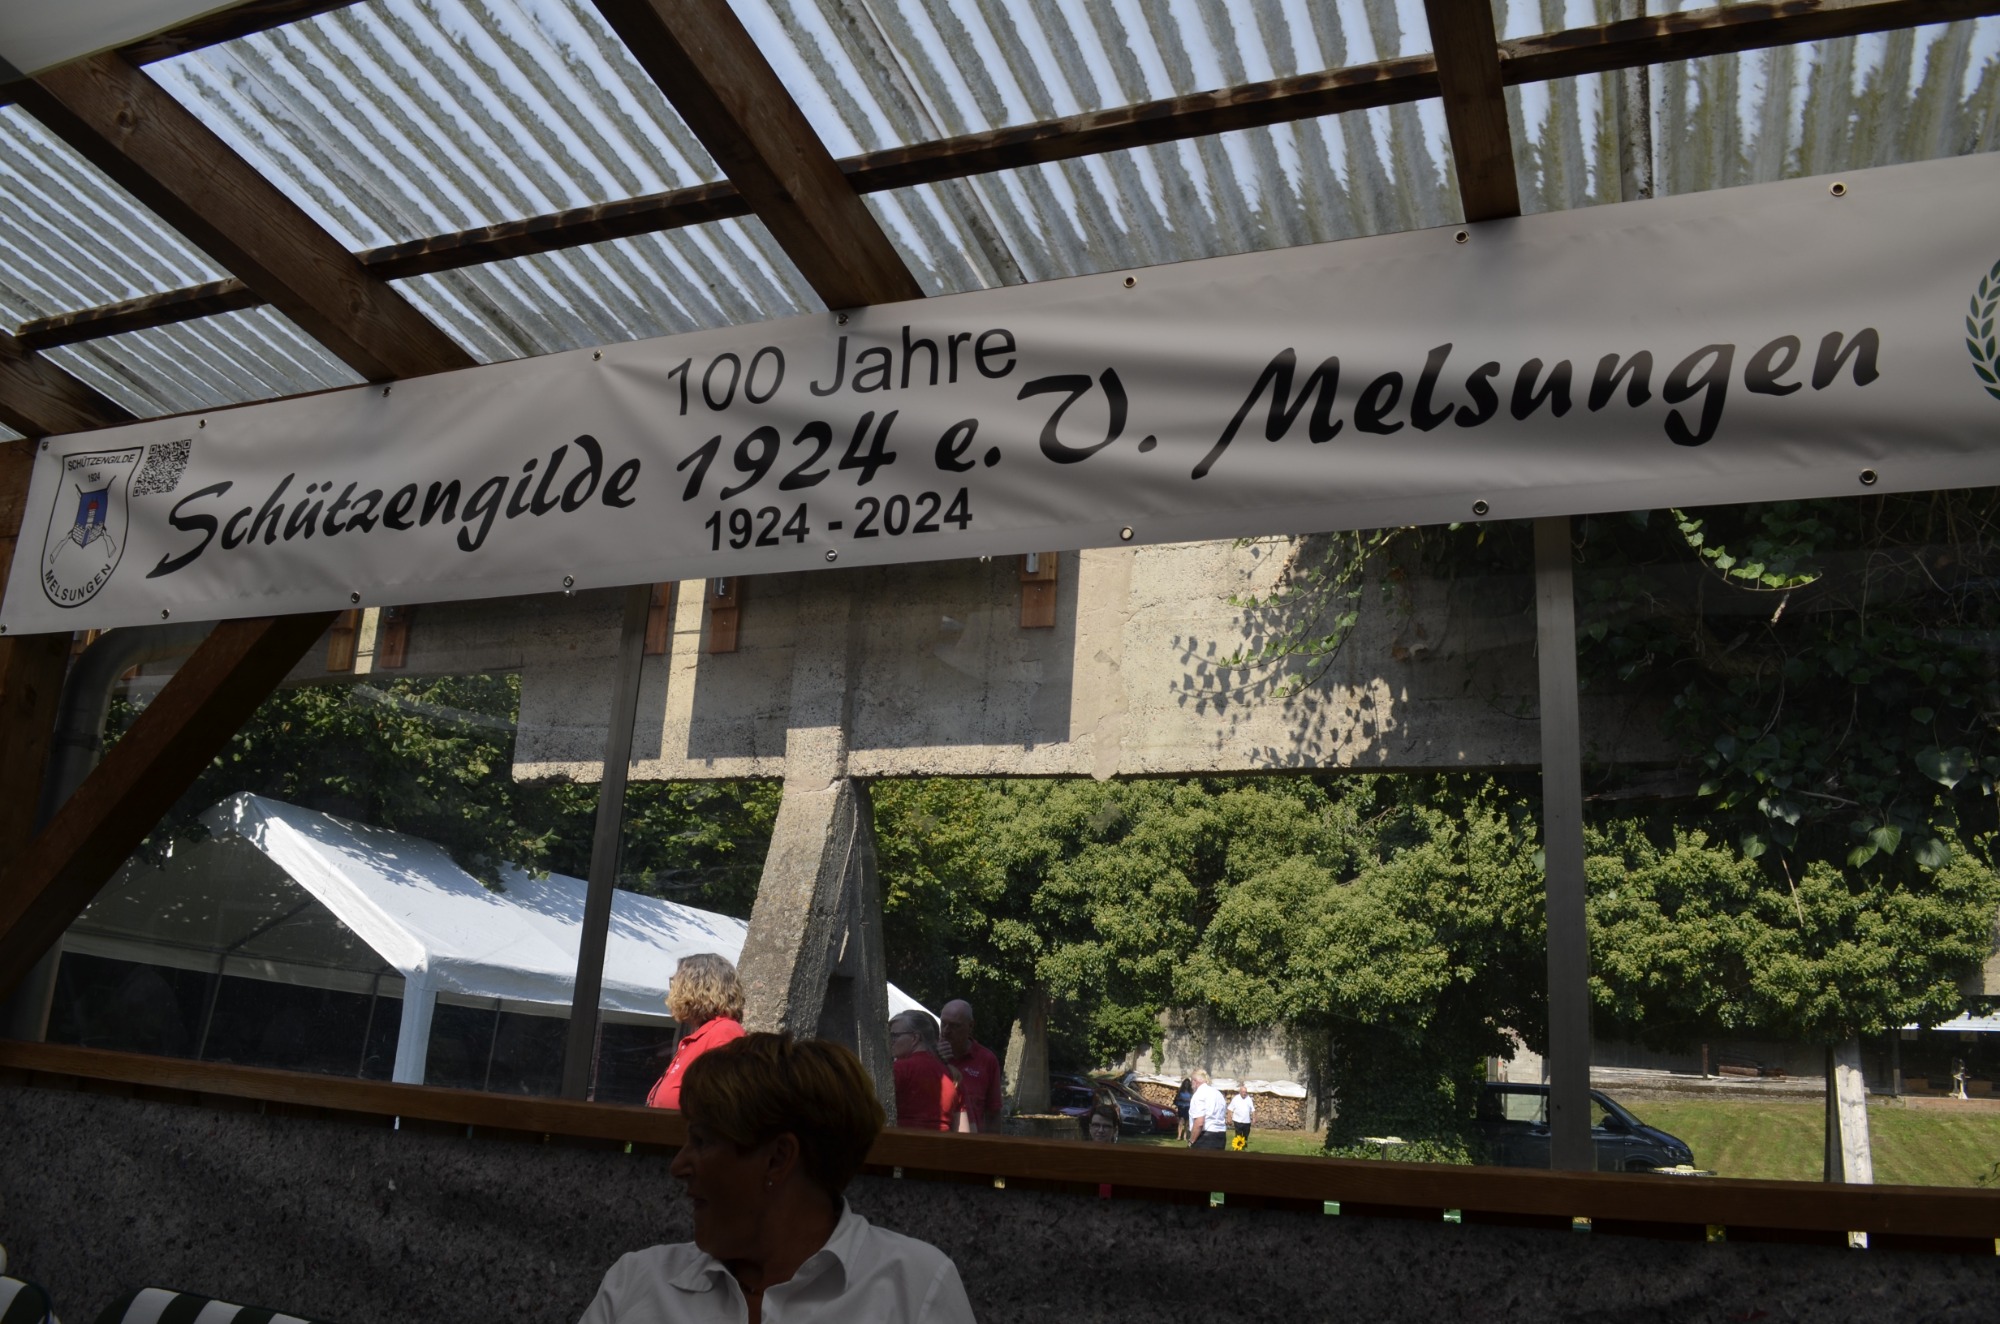 SCHÜTZENGILDE
1924
MELSUNGEN
100 Jahre
Schützengilde 1924 e. V. Melsungen
1924 - 2024